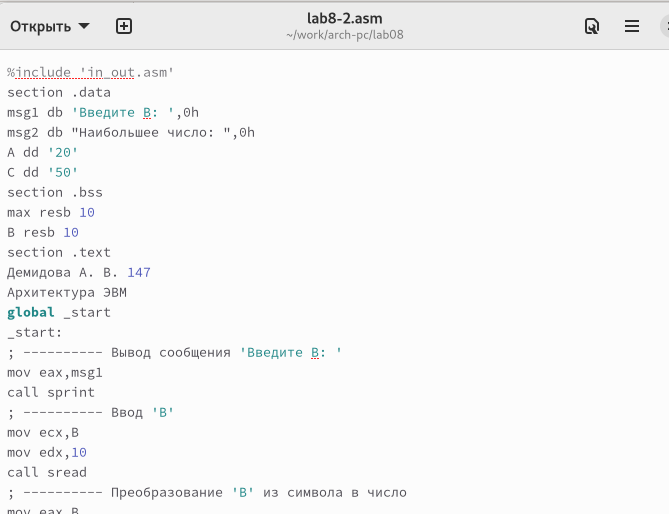 Открыть
lab8-2.asm
~/work/arch-pc/lab08
%include 'in_out.asm'
section .data
msg1 db 'Введите B: ',0h
msg2 db "Наибольшее число: ",0h
A dd '20'
C dd '50'
section .bss
max resb 10
B resb 10
section .text
Демидова А. В. 147
Архитектура ЭВМ
global _start
_start:
; ---------- Вывод сообщения 'Введите B: '
mov eax,msg1
call sprint
; ---------- Ввод 'B'
mov ecx,B
mov edx,10
call sread
; ---------- Преобразование 'B' из символа в число
mov eax,B